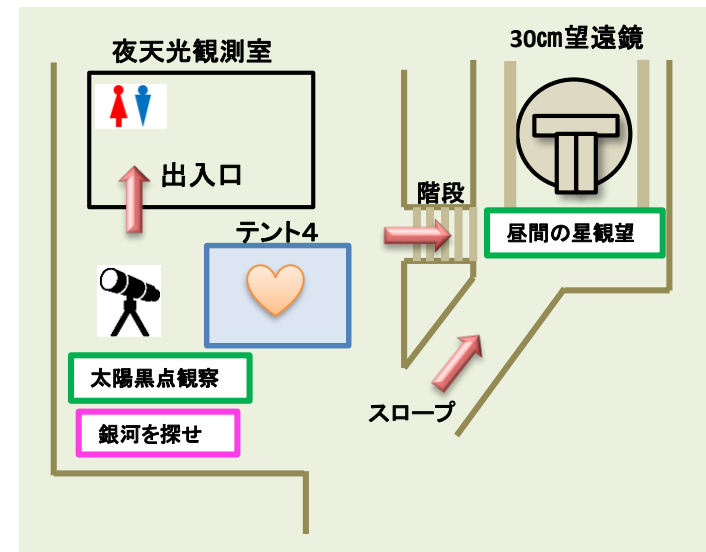 夜天光観測室
出入口
テント4
太陽黒点観察
銀河を探せ
30㎝望遠鏡
階段
昼間の星観望
スロープ